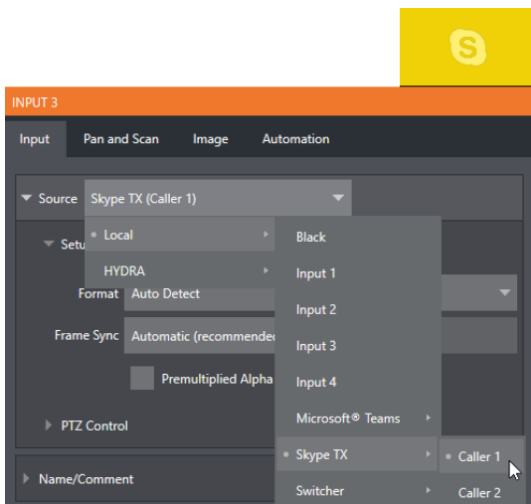 S
INPUT 3
Input Pan and Scan Image Automation
Source Skype TX (Caller 1)
Local Black
HYDRA Input 1
Format Auto Detect Input 2
Frame Sync Automatic Input 3
Premultiplied Alpha Input 4
Microsoft® Teams
PTZ Control
Skype TX Caller 1
Name/Comment
Switcher Caller 2